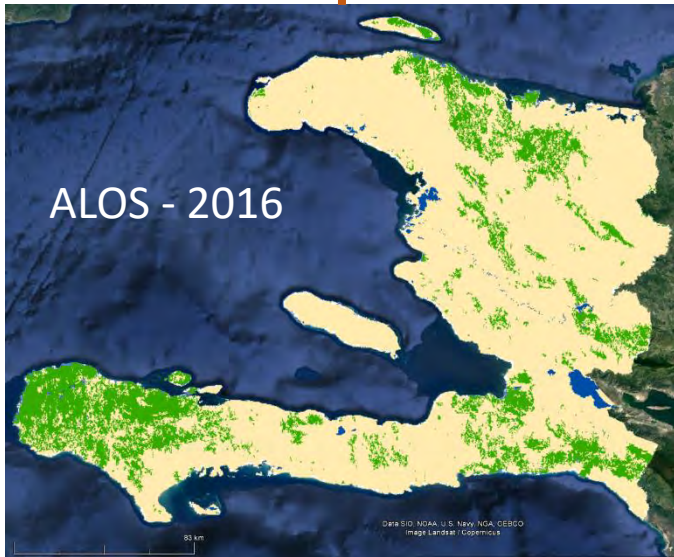 ALOS - 2016
83 km
Data SIO, NOAA, U.S. Navy, NGA, GEBCO
Image Landsat / Copernicus